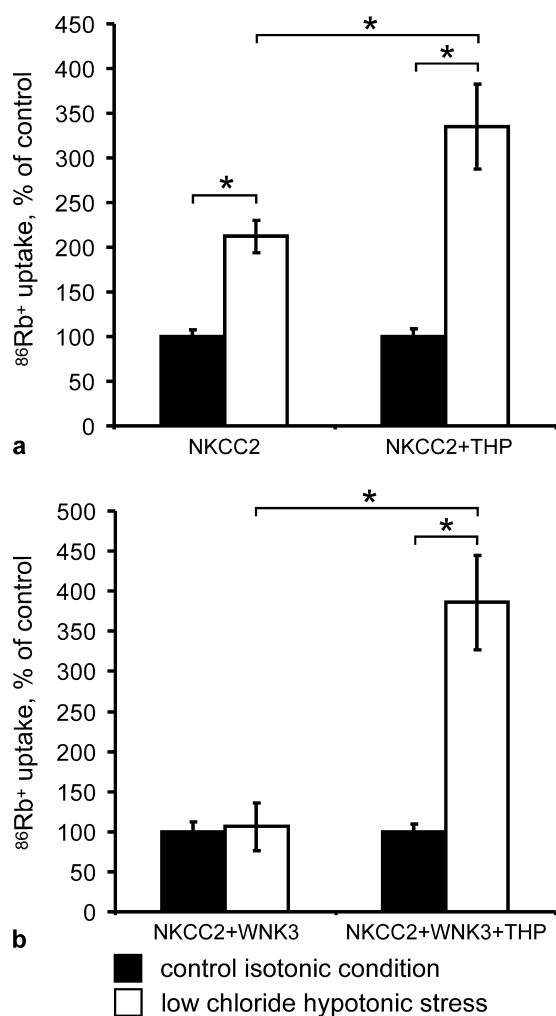 450
400
350
300
250
200
150
100
50
0
⁸⁶Rb⁺ uptake, % of control
*
*
*
NKCC2
NKCC2+THP
a
500
450
400
350
300
250
200
150
100
50
0
⁸⁶Rb⁺ uptake, % of control
*
*
NKCC2+WNK3
NKCC2+WNK3+THP
b
control isotonic condition
low chloride hypotonic stress